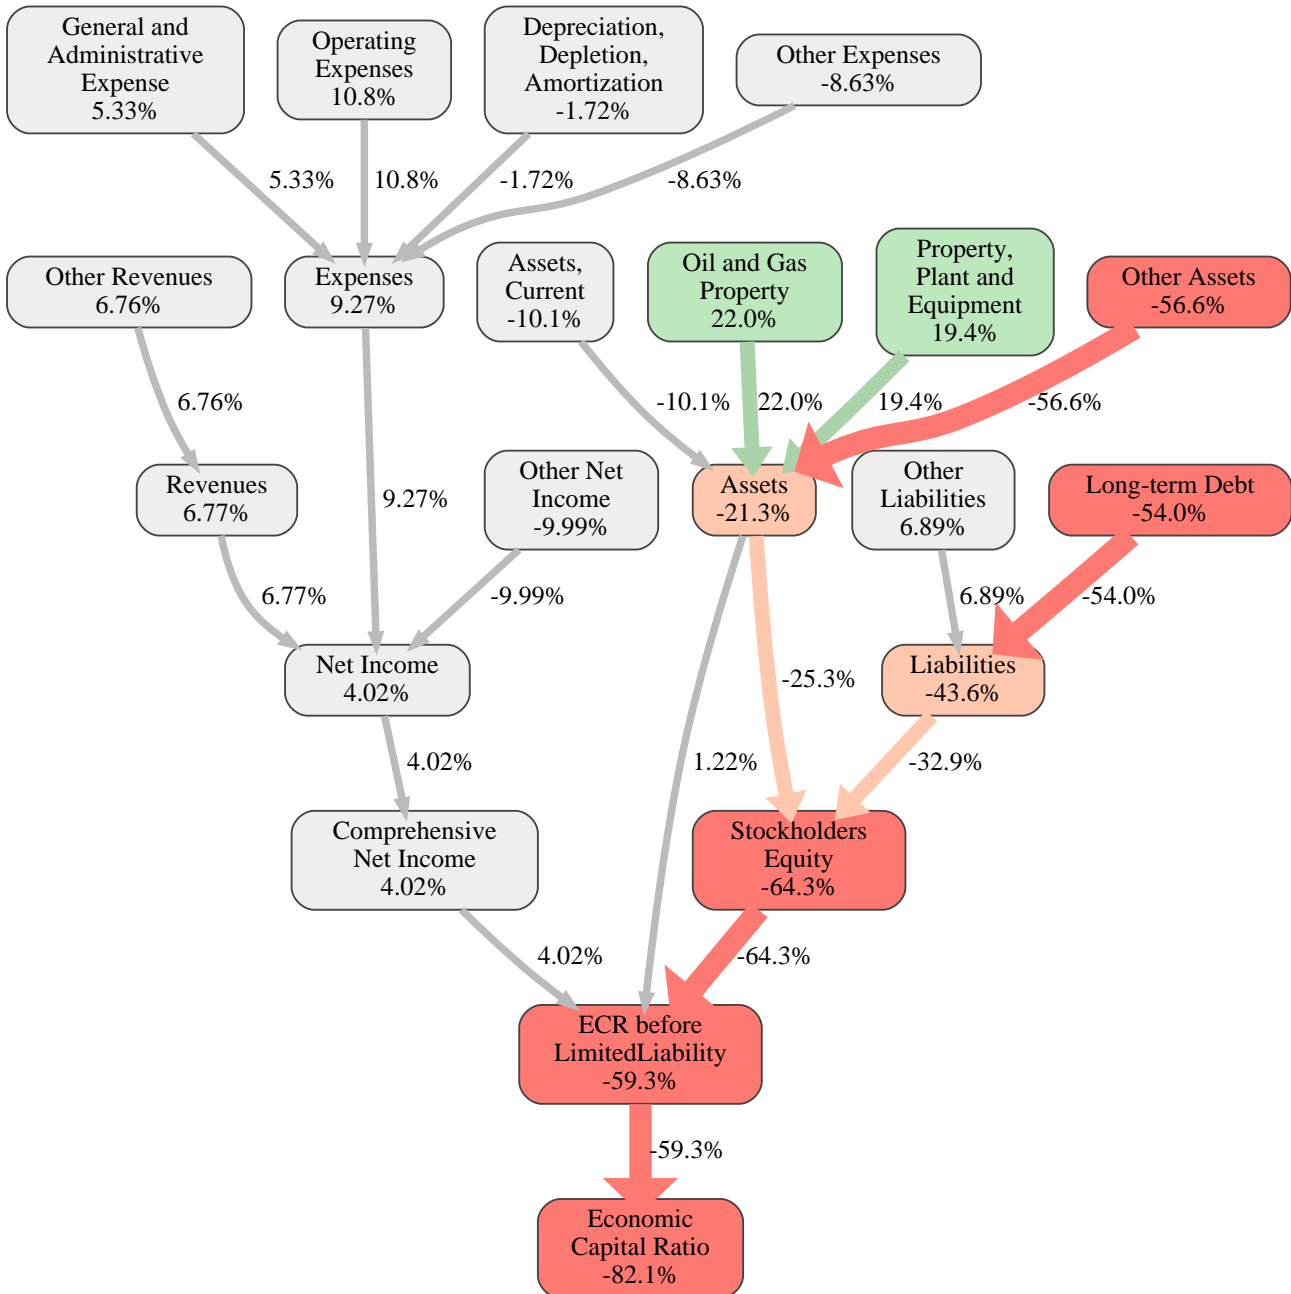 General and
Administrative
Expense
5.33%
Operating
Expenses
10.8%
Depreciation,
Depletion,
Amortization
-1.72%
Other Expenses
-8.63%
5.33%
10.8%
-1.72%
-8.63%
Other Revenues
6.76%
Expenses
9.27%
Assets,
Current
-10.1%
Oil and Gas
Property
22.0%
Property,
Plant and
Equipment
19.4%
Other Assets
-56.6%
6.76%
-10.1%
22.0%
19.4%
-56.6%
Revenues
6.77%
9.27%
Other Net
Income
-9.99%
Assets
-21.3%
Other
Liabilities
6.89%
Long-term Debt
-54.0%
6.77%
-9.99%
6.89%
-54.0%
Net Income
4.02%
-25.3%
Liabilities
-43.6%
4.02%
1.22%
-32.9%
Comprehensive
Net Income
4.02%
Stockholders
Equity
-64.3%
4.02%
-64.3%
ECR before
LimitedLiability
-59.3%
-59.3%
Economic
Capital Ratio
-82.1%